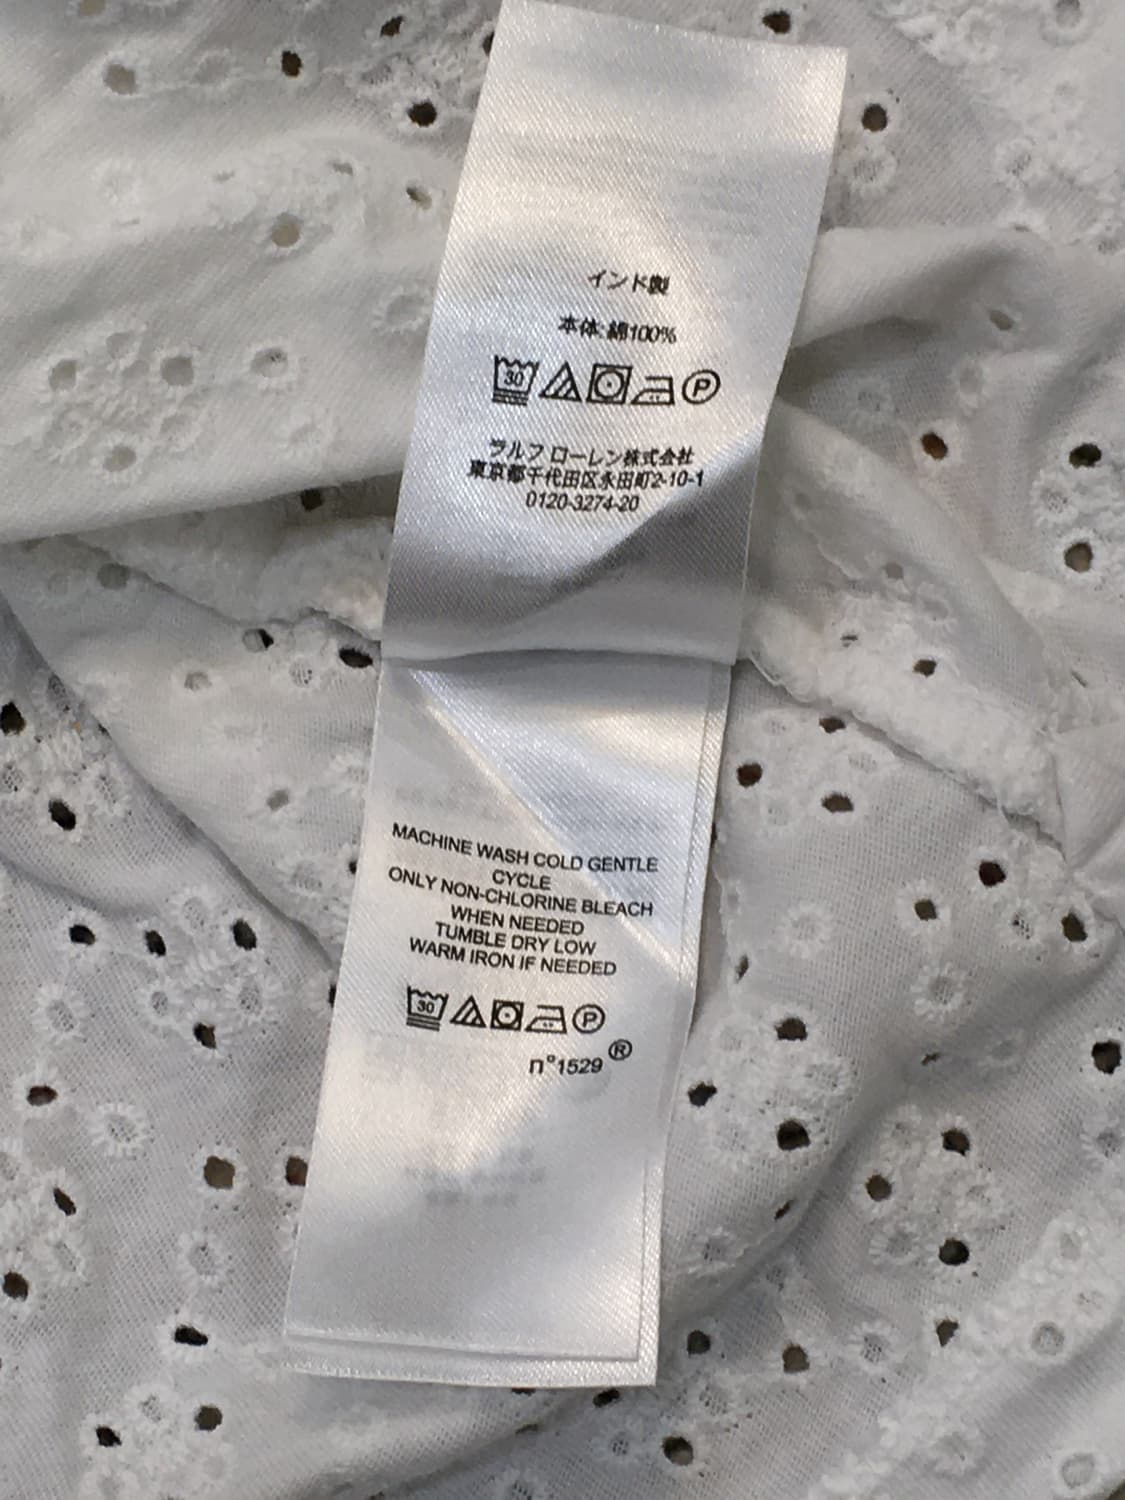 インド製
本体:綿100%
30 P
ラルフ ローレン株式会社
東京都千代田区永田町2-10-1
0120-3274-20
MACHINE WASH COLD GENTLE
CYCLE
ONLY NON-CHLORINE BLEACH
WHEN NEEDED
TUMBLE DRY LOW
WARM IRON IF NEEDED
30 P
n°1529®